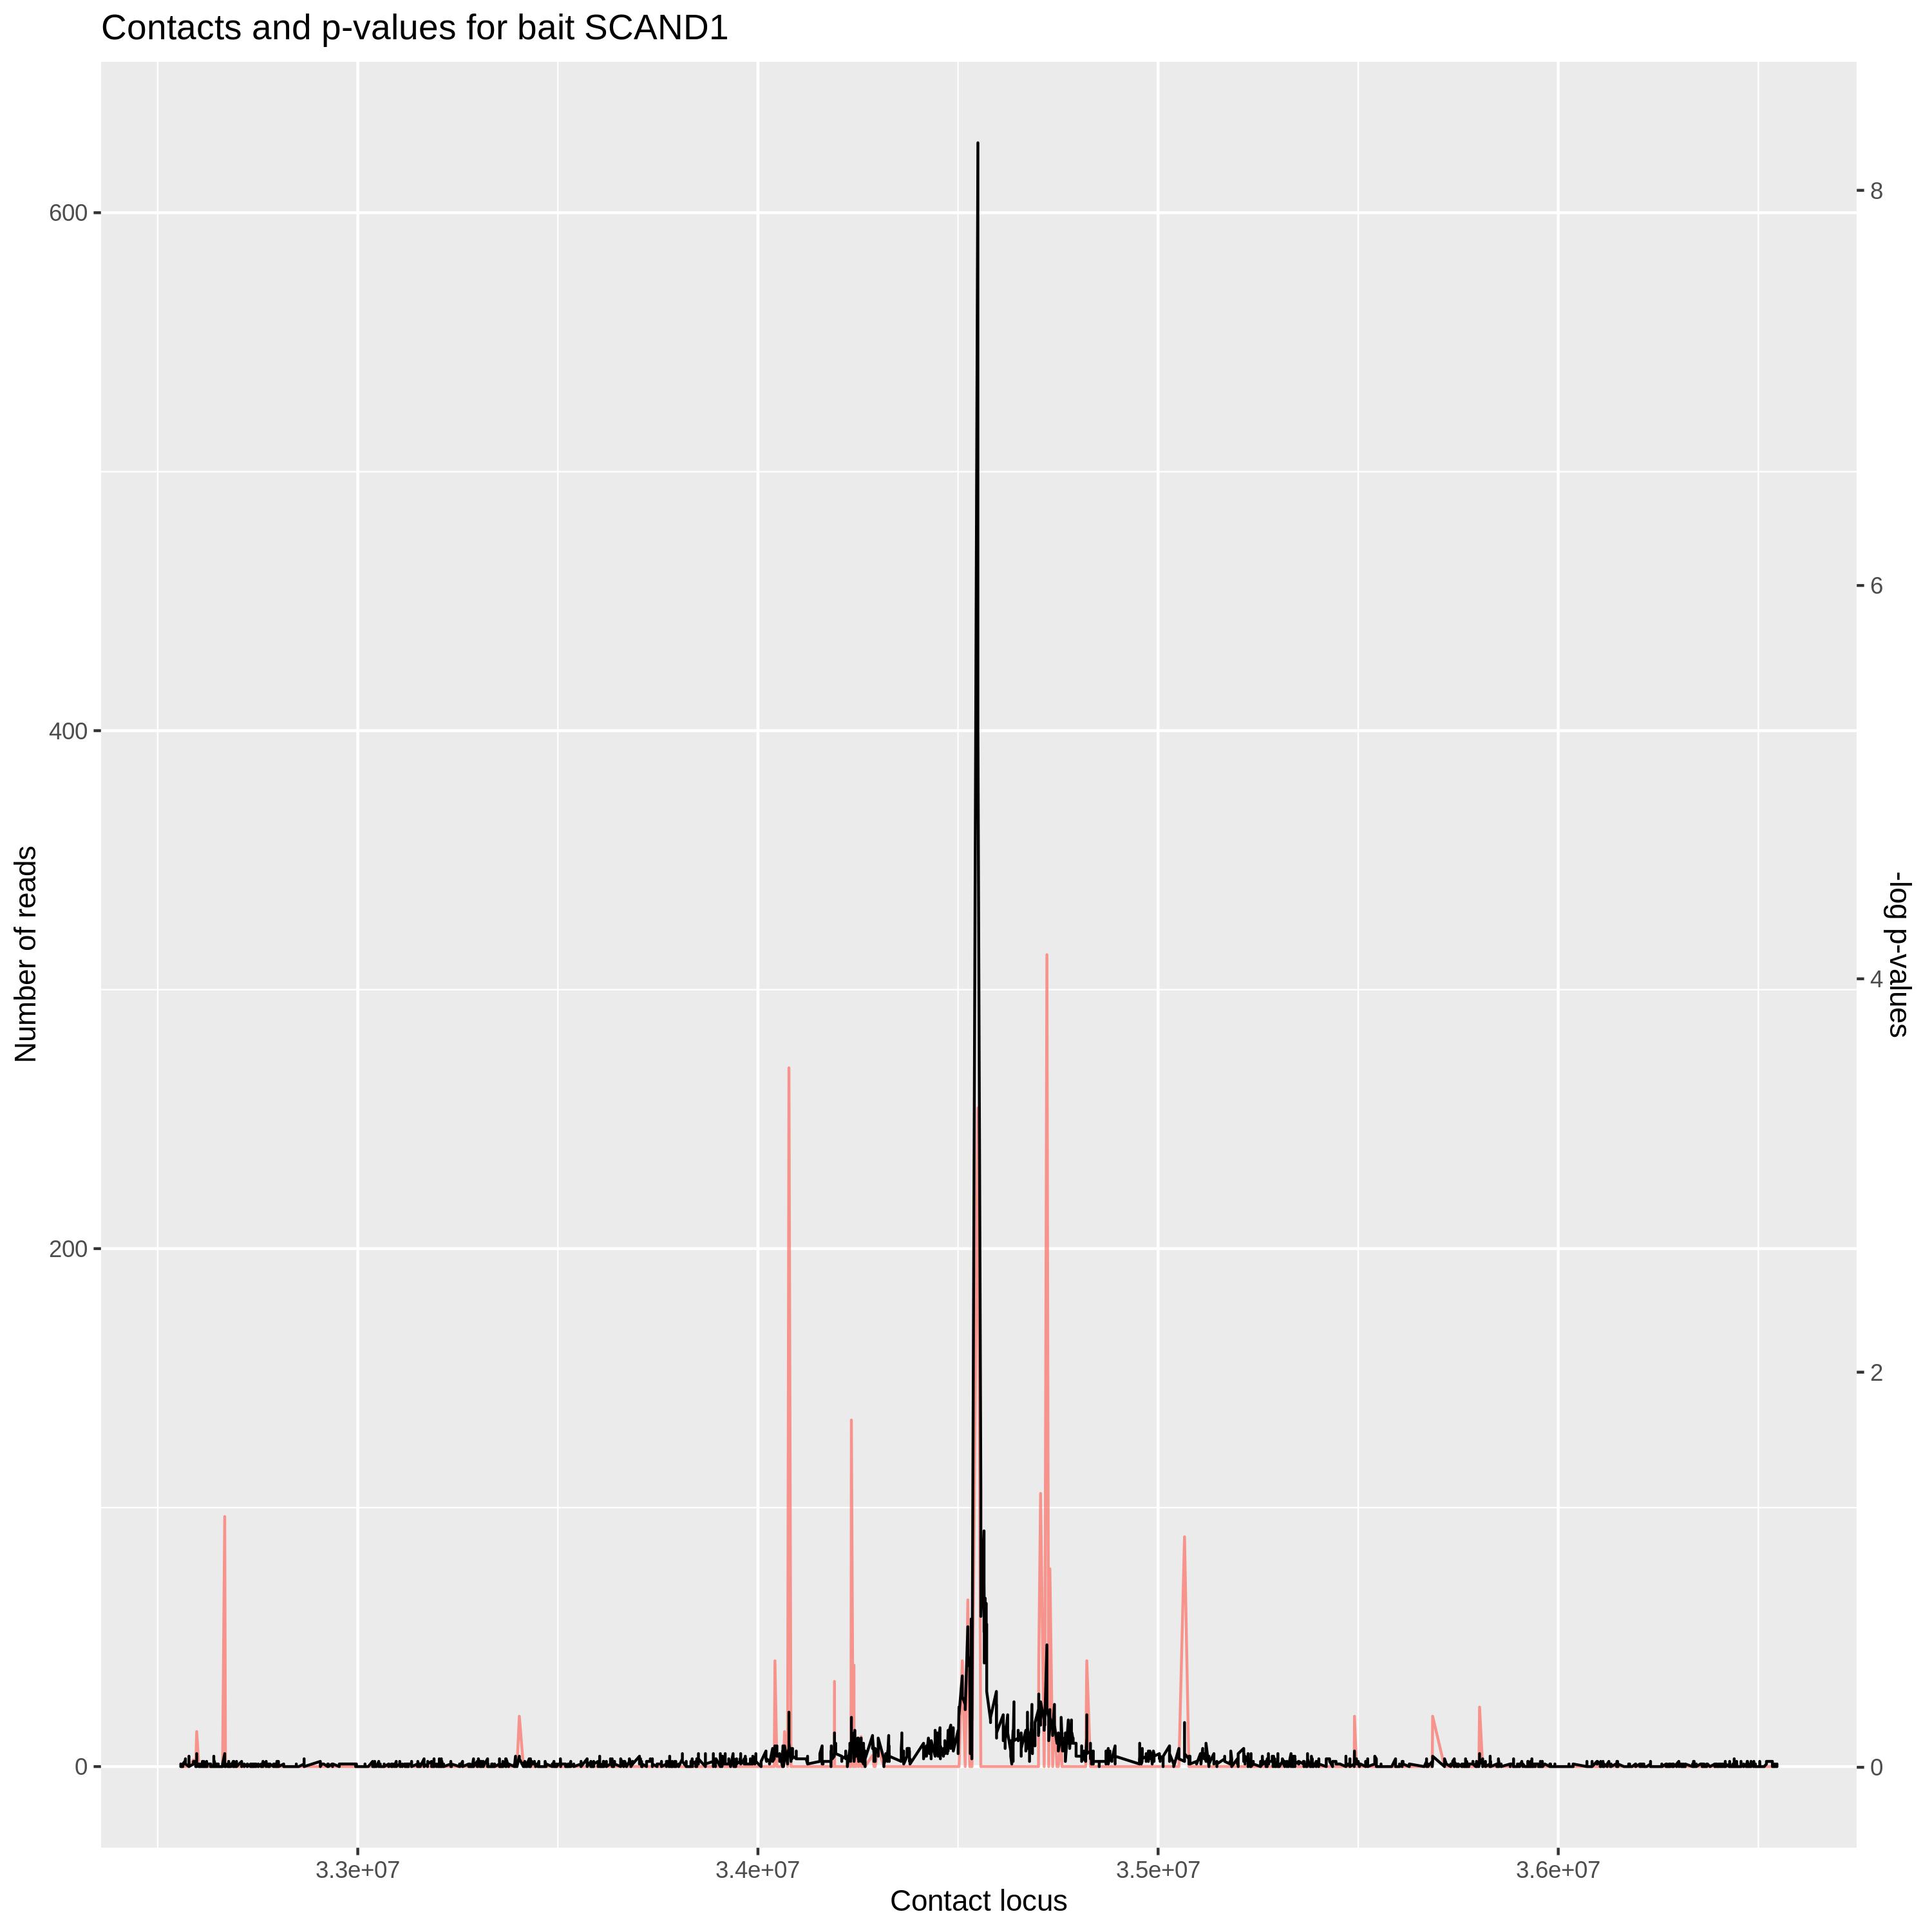 Contacts and p-values for bait SCAND1
Number of reads
600
400
200
0
8
6
4
2
0
-log p-values
3.3e+07
3.4e+07
3.5e+07
3.6e+07
Contact locus